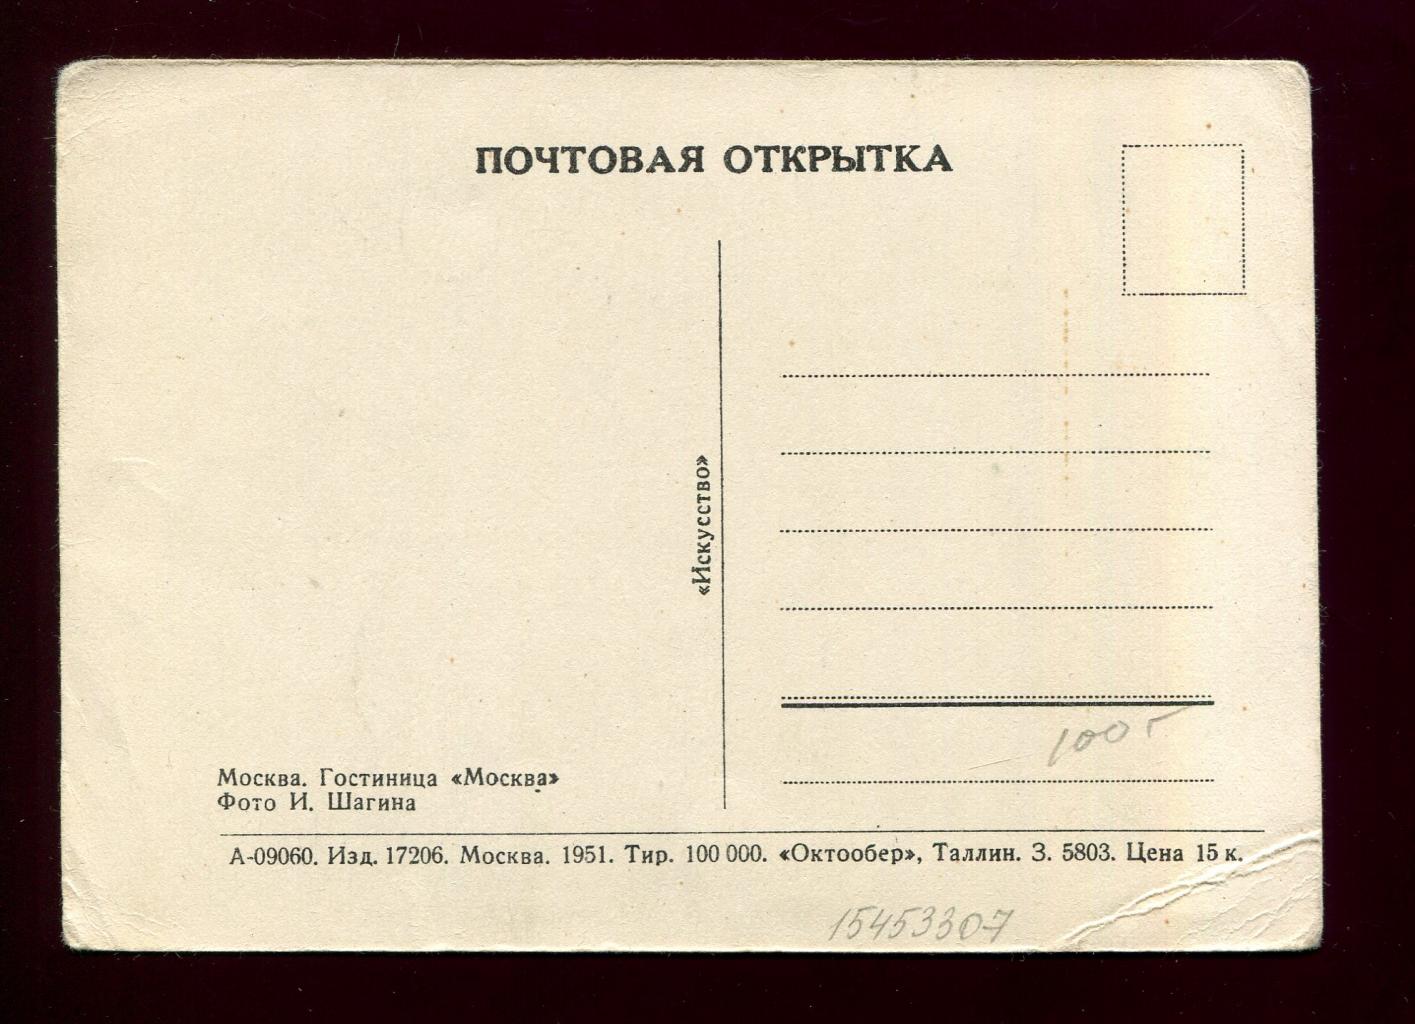 ПОЧТОВАЯ ОТКРЫТКА
«Искусство»
Москва. Гостиница «Москва»
Фото И. Шагина
100 г
А-09060. Изд. 17206. Москва. 1951. Тир. 100 000. «Октообер», Таллин. З. 5803. Цена 15 к.
15453307